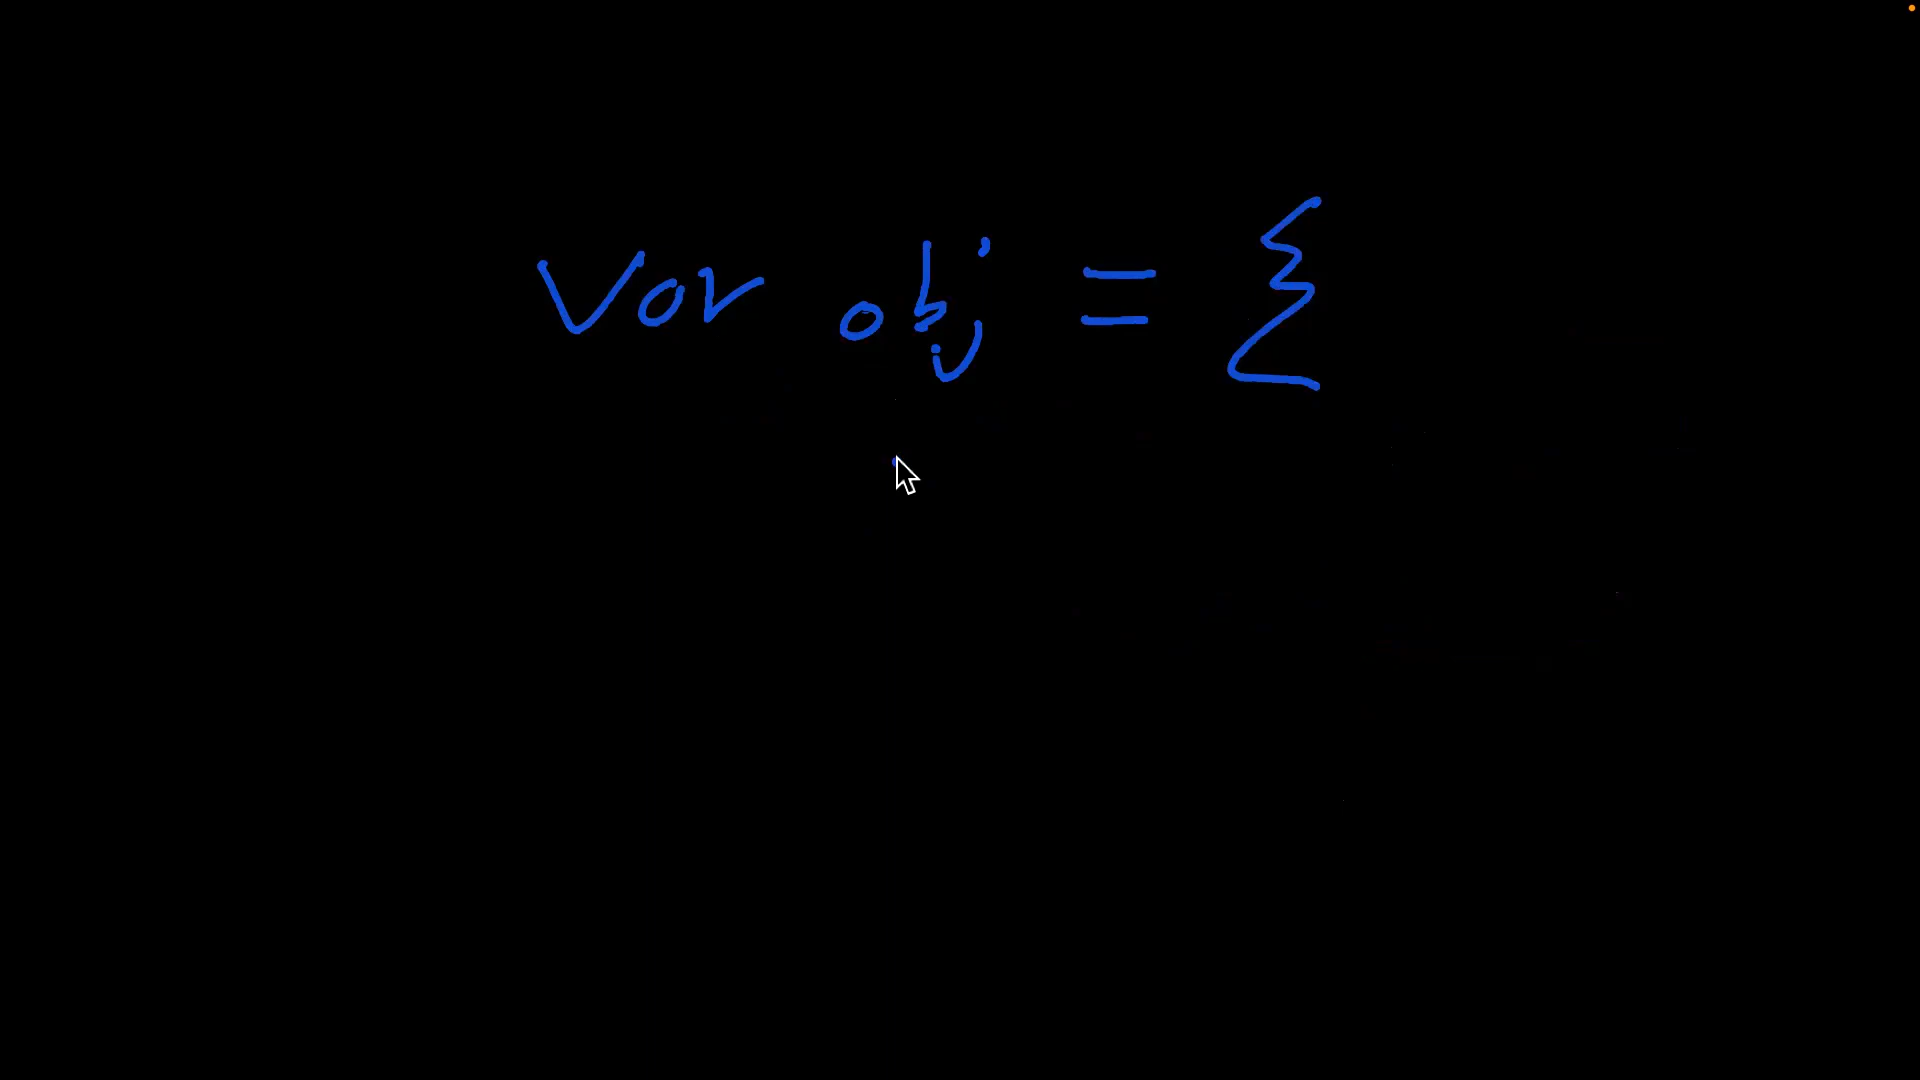 var obj = {